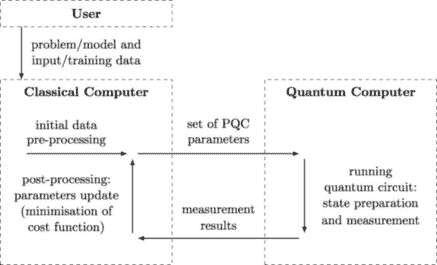 User
problem/model and
input/training data
Classical Computer
Quantum Computer
initial data
pre-processing
set of PQC
parameters
post-processing:
parameters update
(minimisation of
cost function)
running
quantum circuit:
state preparation
and measurement
measurement
results